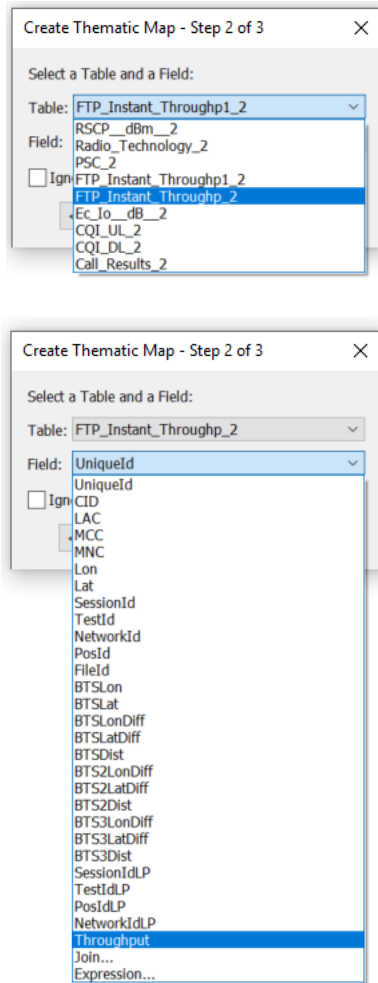 Create Thematic Map - Step 2 of 3
Select a Table and a Field:
Table: FTP_Instant_Throughp1_2
RSCP__dBm__2
Field: Radio_Technology_2
PSC_2
Ign FTP_Instant_Throughp1_2
FTP_Instant_Throughp_2
Ec_Io__dB__2
CQI_UL_2
CQI_DL_2
Call_Results_2
Create Thematic Map - Step 2 of 3
Select a Table and a Field:
Table: FTP_Instant_Throughp_2
Field: UniqueId
UniqueId
Ign CID
LAC
MCC
MNC
Lon
Lat
SessionId
TestId
NetworkId
PosId
FileId
BTSLon
BTSLat
BTSLonDiff
BTSLatDiff
BTSDist
BTS2LonDiff
BTS2LatDiff
BTS2Dist
BTS3LonDiff
BTS3LatDiff
BTS3Dist
SessionIdLP
TestIdLP
PosIdLP
NetworkIdLP
Throughput
Join...
Expression...